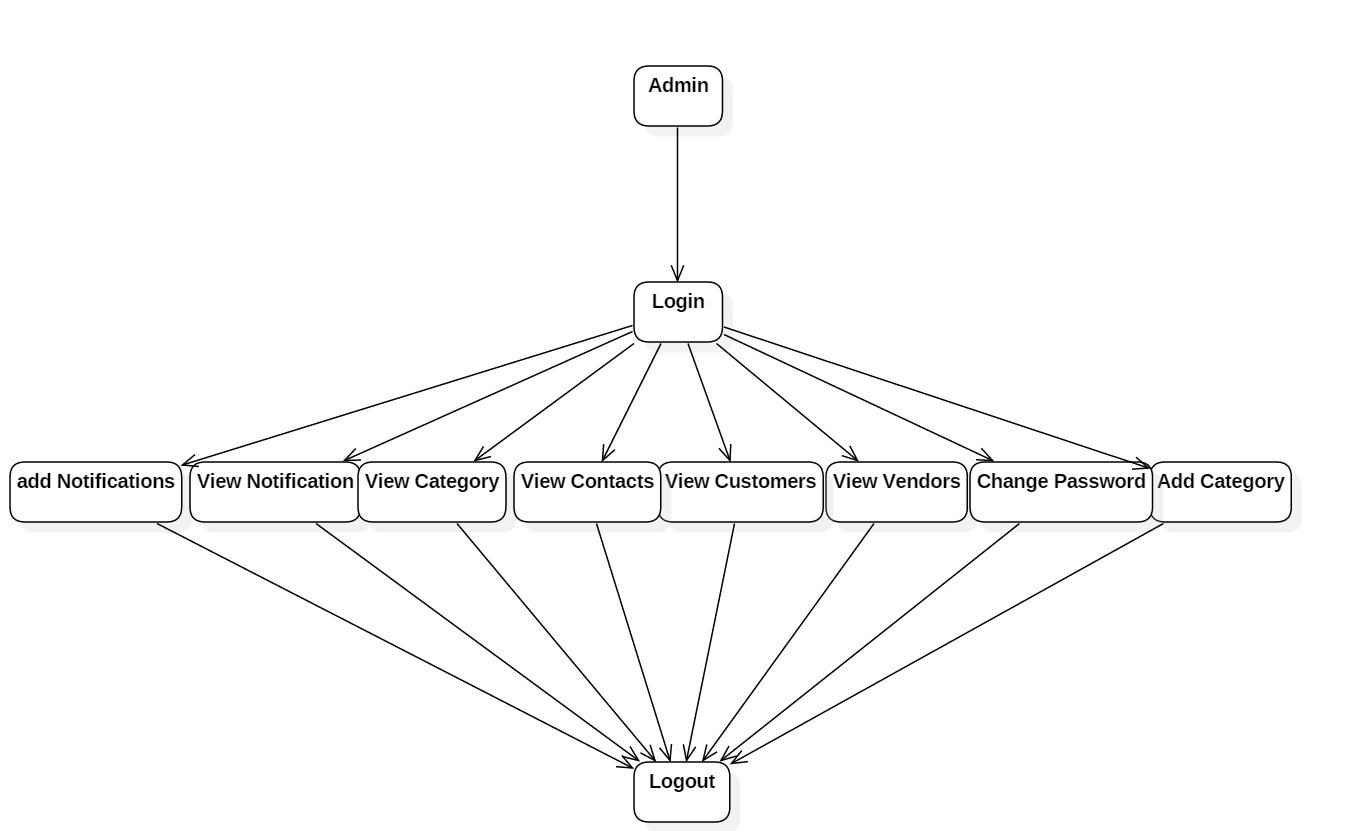 Admin
Login
add Notifications
View Notification
View Category
View Contacts
View Customers
View Vendors
Change Password
Add Category
Logout